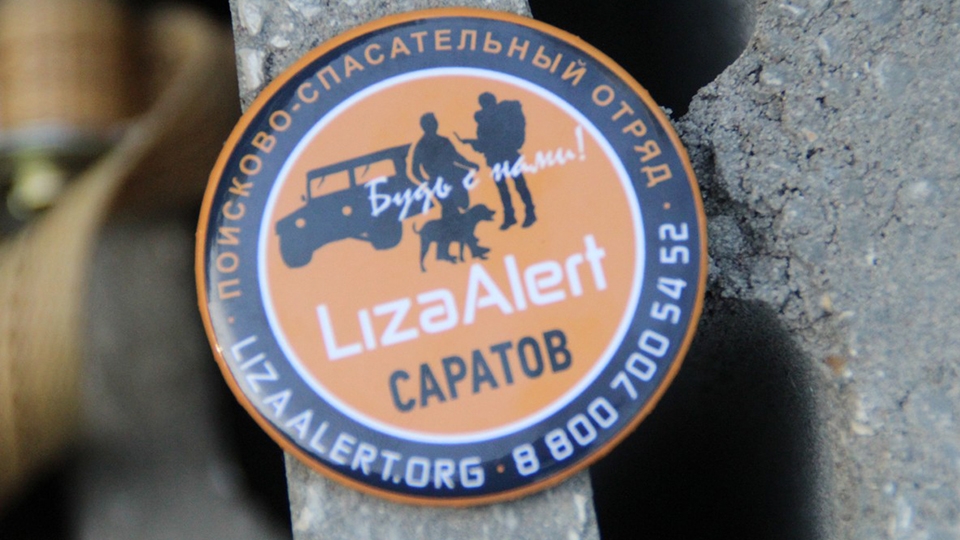 ПОИСКОВО-СПАСАТЕЛЬНЫЙ ОТРЯД
Будь с нами!
LizaAlert
САРАТОВ
LIZAALERT.ORG · 8 800 700 54 52